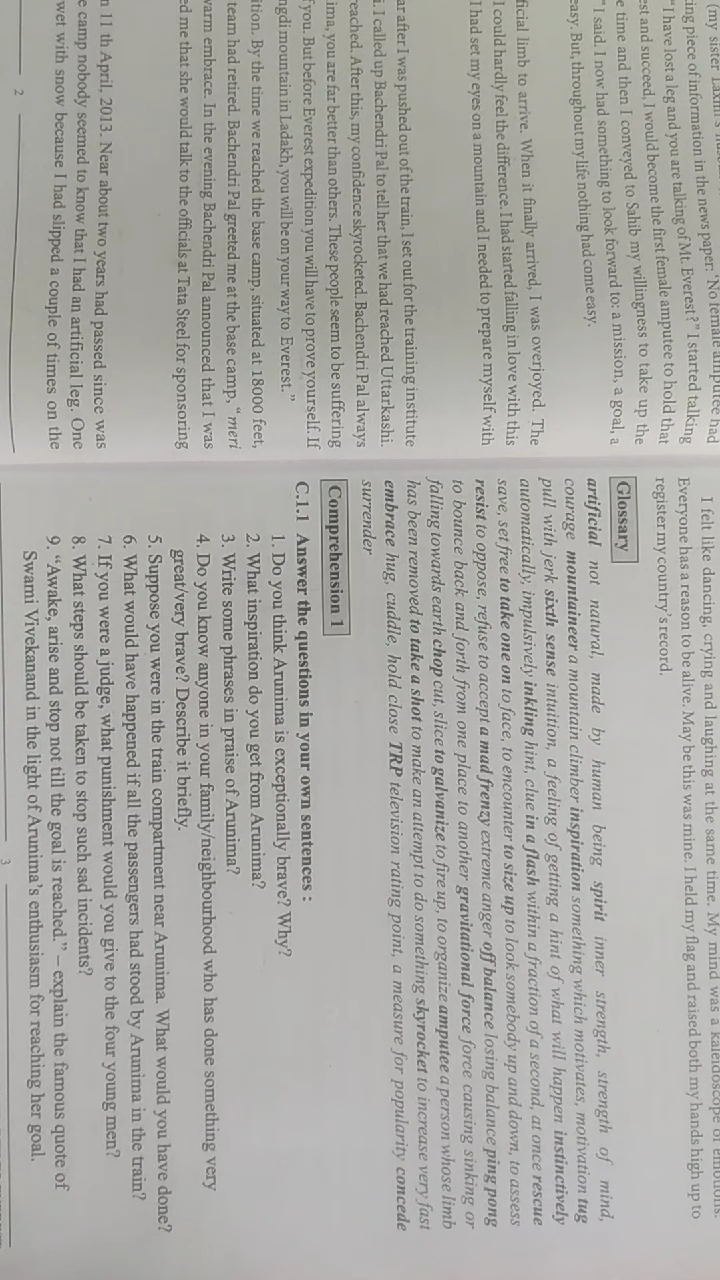 (my sister Laxmi's
ing piece of information in the news paper: 'No female amputee had
"I have lost a leg and you are talking of Mt. Everest?" I started talking
est and succeed, I would become the first female amputee to hold that
e time and then I conveyed to Sahib my willingness to take up the
" I said. I now had something to look forward to: a mission, a goal, a
easy. But, throughout my life nothing had come easy.
ficial limb to arrive. When it finally arrived, I was overjoyed. The
I could hardly feel the difference. I had started falling in love with this
I had set my eyes on a mountain and I needed to prepare myself with
ar after I was pushed out of the train, I set out for the training institute
i. I called up Bachendri Pal to tell her that we had reached Uttarkashi.
reached. After this, my confidence skyrocketed. Bachendri Pal always
ima, you are far better than others. These people seem to be suffering
f you. But before Everest expedition you will have to prove yourself. If
ngdi mountain in Ladakh, you will be on your way to Everest."
ition. By the time we reached the base camp, situated at 18000 feet,
team had retired. Bachendri Pal greeted me at the base camp. "meri
varm embrace. In the evening Bachendri Pal announced that I was
ed me that she would talk to the officials at Tata Steel for sponsoring
n 11 th April, 2013. Near about two years had passed since was
e camp nobody seemed to know that I had an artificial leg. One
wet with snow because I had slipped a couple of times on the
2
I felt like dancing, crying and laughing at the same time. My mind was a kaleidoscope of emotions.
Everyone has a reason to be alive. May be this was mine. I held my flag and raised both my hands high up to
register my country's record.
Glossary
artificial not natural, made by human being spirit inner strength, strength of mind,
courage mountaineer a mountain climber inspiration something which motivates, motivation tug
pull with jerk sixth sense intuition, a feeling of getting a hint of what will happen instinctively
automatically, impulsively inkling hint, clue in a flash within a fraction of a second, at once rescue
save, set free to take one on to face, to encounter to size up to look somebody up and down, to assess
resist to oppose, refuse to accept a mad frenzy extreme anger off balance losing balance ping pong
to bounce back and forth from one place to another gravitational force force causing sinking or
falling towards earth chop cut, slice to galvanize to fire up, to organize amputee a person whose limb
has been removed to take a shot to make an attempt to do something skyrocket to increase very fast
embrace hug, cuddle, hold close TRP television rating point, a measure for popularity concede
surrender
Comprehension 1
C.1.1 Answer the questions in your own sentences :
1. Do you think Arunima is exceptionally brave? Why?
2. What inspiration do you get from Arunima?
3. Write some phrases in praise of Arunima?
4. Do you know anyone in your family/neighbourhood who has done something very
great/very brave? Describe it briefly.
5. Suppose you were in the train compartment near Arunima. What would you have done?
6. What would have happened if all the passengers had stood by Arunima in the train?
7. If you were a judge, what punishment would you give to the four young men?
8. What steps should be taken to stop such sad incidents?
9. "Awake, arise and stop not till the goal is reached." – explain the famous quote of
Swami Vivekanand in the light of Arunima's enthusiasm for reaching her goal.
3